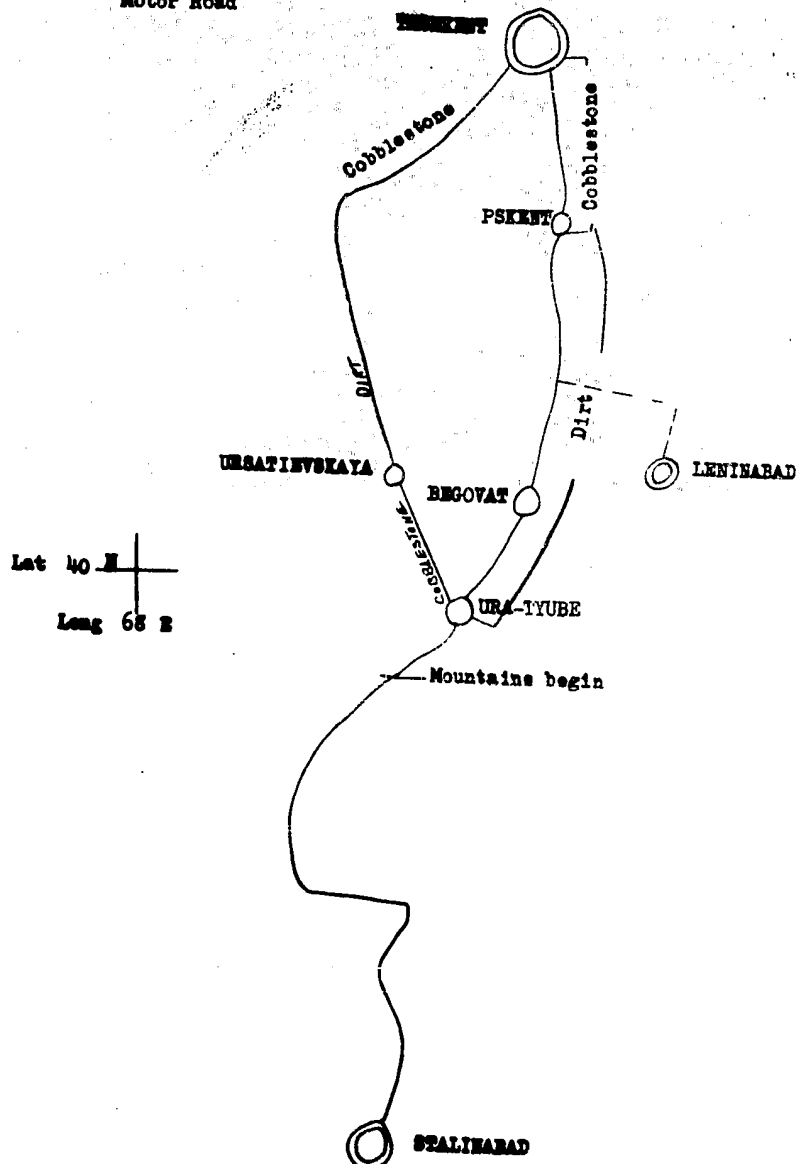 Motor Road
TASHKENT
Cobblestone
Cobblestone
PSKENT
DIRT
Dirt
URSATIEVSKAYA
LENINABAD
BEGOVAT
COBBLESTONE
Lat 40 N
Long 68 E
URA-TYUBE
Mountains begin
STALINABAD